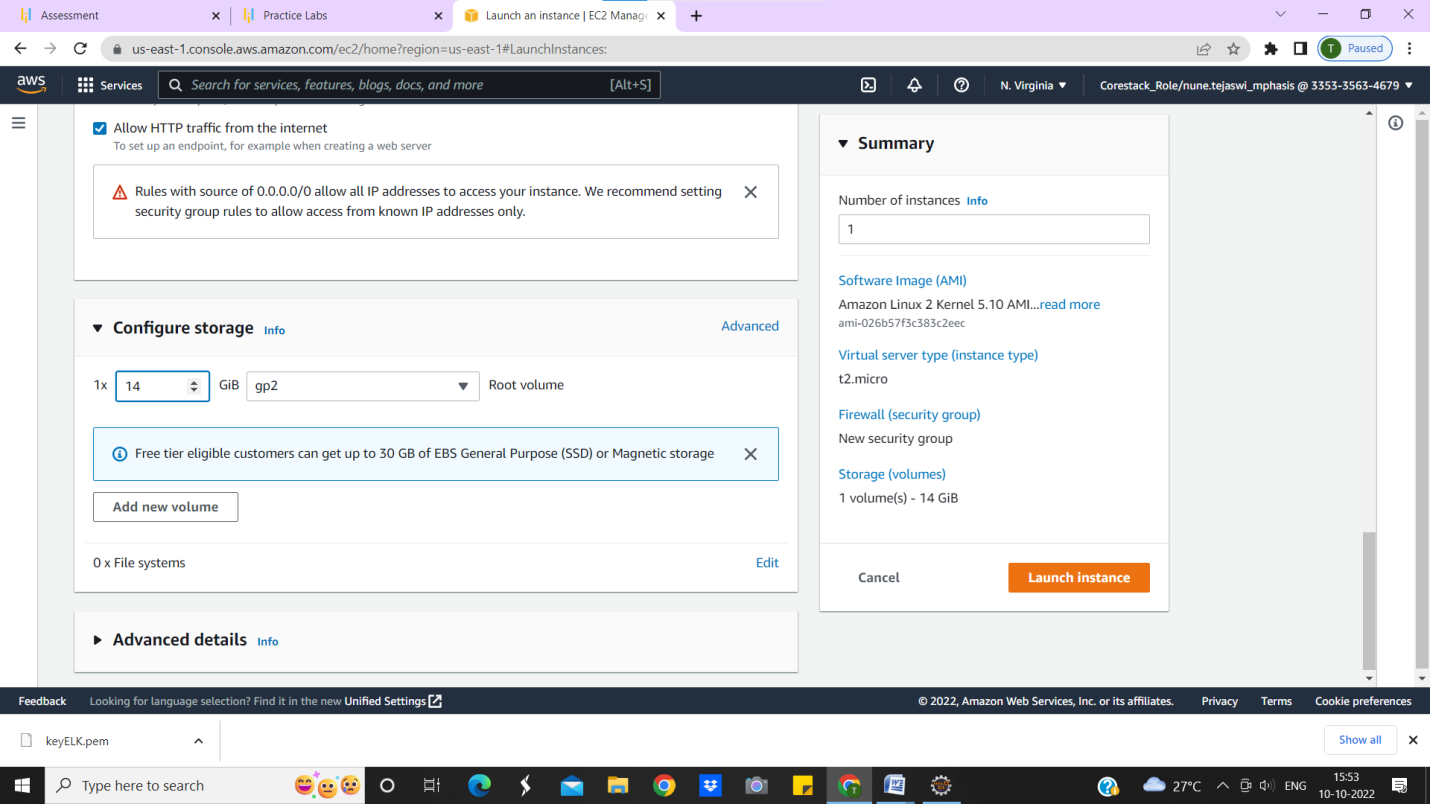 Assessment
Practice Labs
Launch an instance | EC2 Manage
us-east-1.console.aws.amazon.com/ec2/home?region=us-east-1#LaunchInstances:
T Paused
aws
Services
Search for services, features, blogs, docs, and more [Alt+S]
N. Virginia
Corestack_Role/nune.tejaswi_mphasis @ 3353-3563-4679
Allow HTTP traffic from the internet
To set up an endpoint, for example when creating a web server
Rules with source of 0.0.0.0/0 allow all IP addresses to access your instance. We recommend setting
security group rules to allow access from known IP addresses only.
Configure storage Info
Advanced
1x 14 GiB gp2 Root volume
Free tier eligible customers can get up to 30 GB of EBS General Purpose (SSD) or Magnetic storage
Add new volume
0 x File systems
Edit
Advanced details Info
Summary
Number of instances Info
1
Software Image (AMI)
Amazon Linux 2 Kernel 5.10 AMI...read more
ami-026b57f3c383c2eec
Virtual server type (instance type)
t2.micro
Firewall (security group)
New security group
Storage (volumes)
1 volume(s) - 14 GiB
Cancel
Launch instance
Feedback
Looking for language selection? Find it in the new Unified Settings
© 2022, Amazon Web Services, Inc. or its affiliates.
Privacy
Terms
Cookie preferences
keyELK.pem
Show all
Type here to search
T
27°C
ENG
15:53
10-10-2022